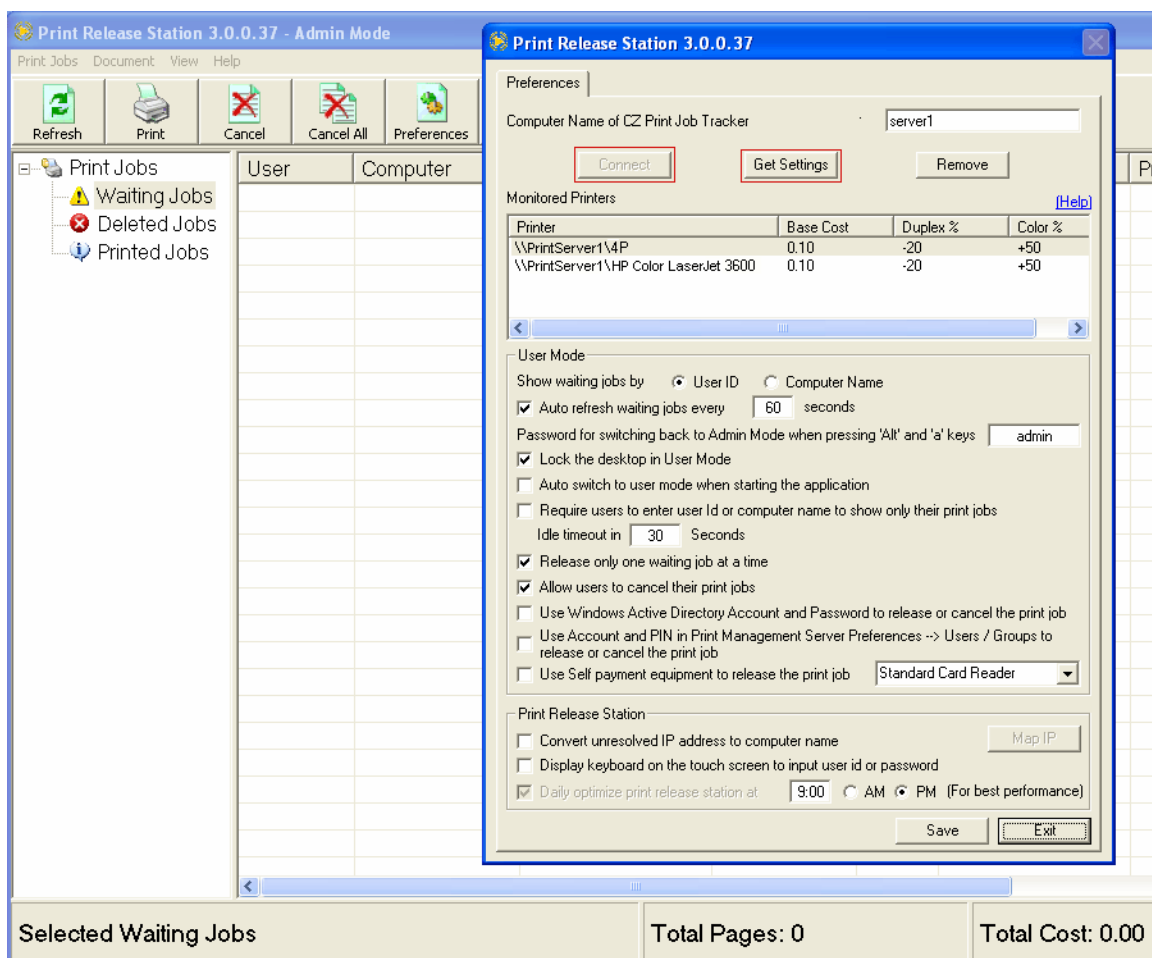 Print Release Station 3.0.0.37 - Admin Mode
Print Jobs Document View Help
Refresh Print Cancel Cancel All Preferences
Print Jobs
Waiting Jobs
Deleted Jobs
Printed Jobs
User Computer
Print Release Station 3.0.0.37
Preferences
Computer Name of CZ Print Job Tracker server1
Connect Get Settings Remove
Monitored Printers (Help)
Printer Base Cost Duplex % Color %
\\PrintServer1\4P 0.10 -20 +50
\\PrintServer1\HP Color LaserJet 3600 0.10 -20 +50
User Mode
Show waiting jobs by User ID Computer Name
Auto refresh waiting jobs every 60 seconds
Password for switching back to Admin Mode when pressing 'Alt' and 'a' keys admin
Lock the desktop in User Mode
Auto switch to user mode when starting the application
Require users to enter user Id or computer name to show only their print jobs
Idle timeout in 30 Seconds
Release only one waiting job at a time
Allow users to cancel their print jobs
Use Windows Active Directory Account and Password to release or cancel the print job
Use Account and PIN in Print Management Server Preferences --> Users / Groups to
release or cancel the print job
Use Self payment equipment to release the print job Standard Card Reader
Print Release Station
Convert unresolved IP address to computer name Map IP
Display keyboard on the touch screen to input user id or password
Daily optimize print release station at 9:00 AM PM (For best performance)
Save Exit
Selected Waiting Jobs Total Pages: 0 Total Cost: 0.00